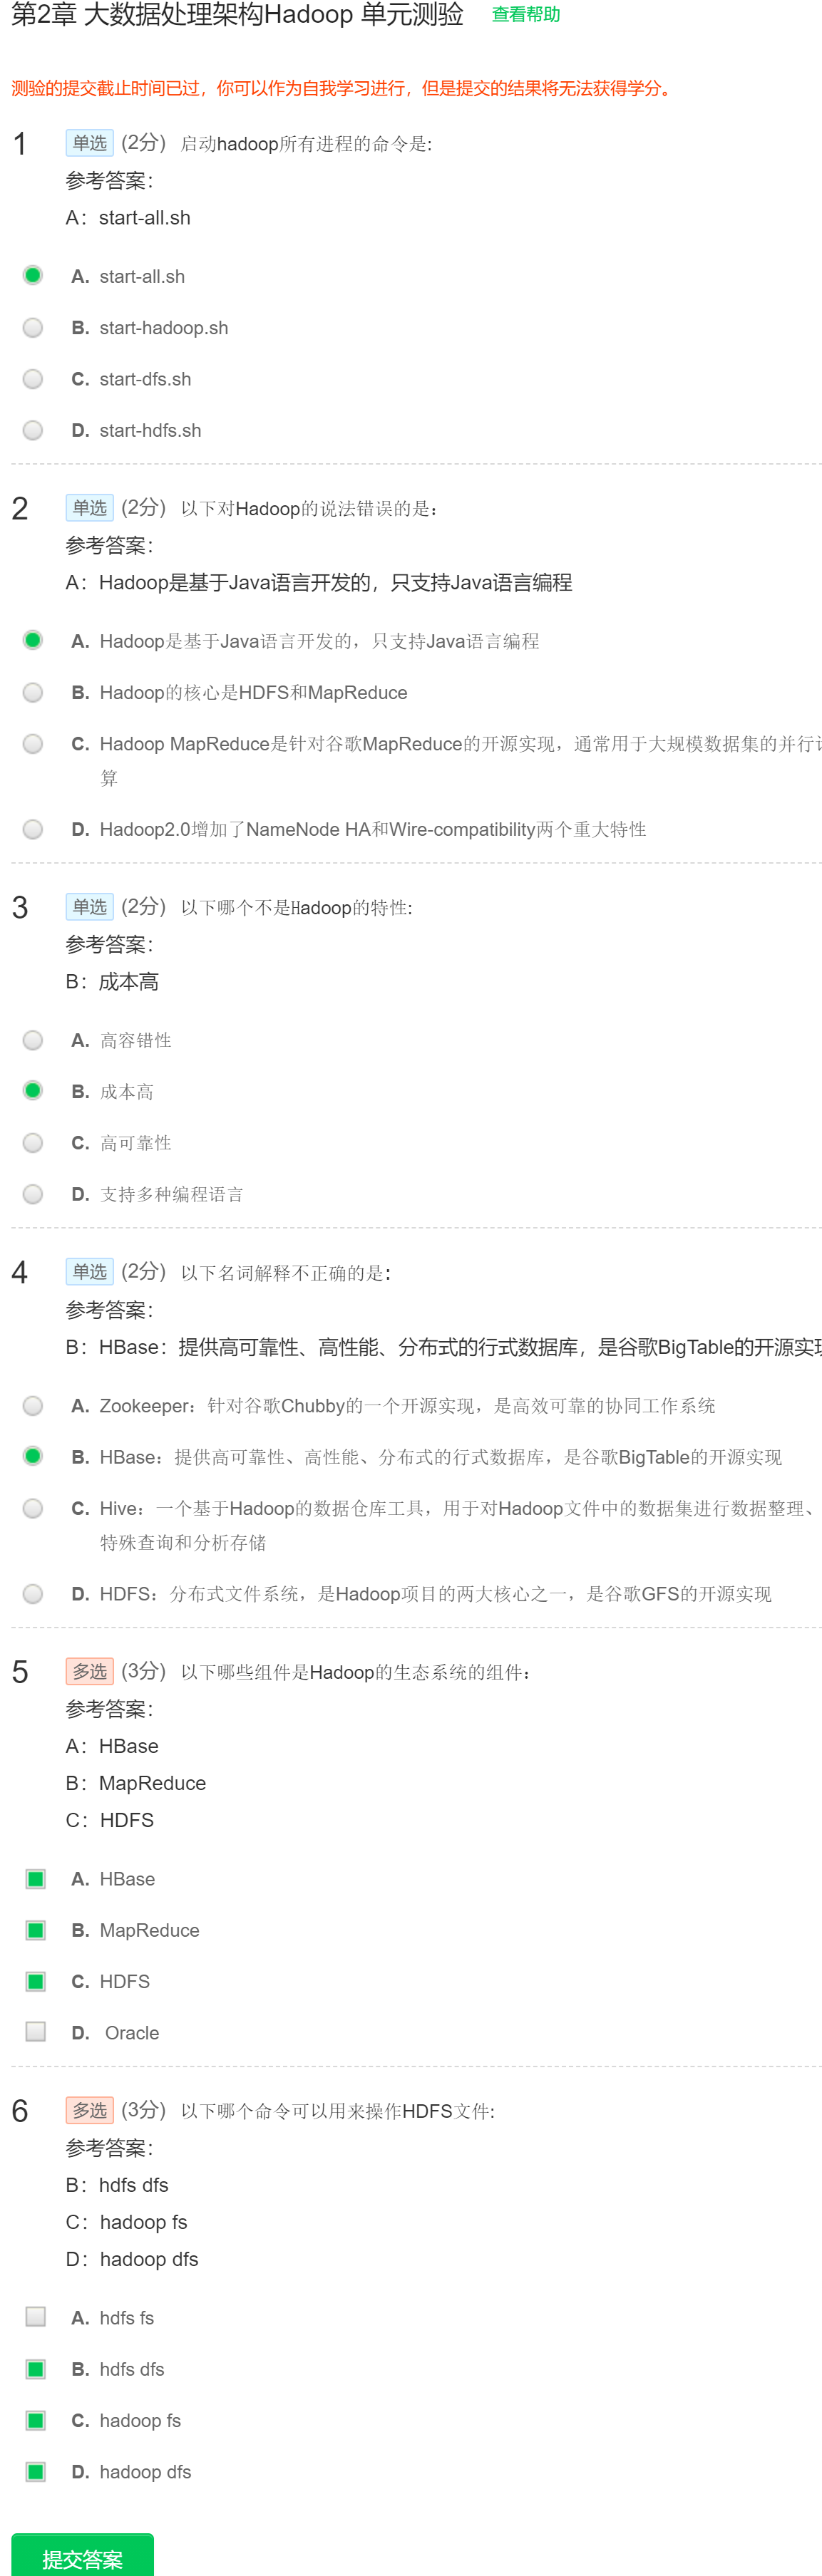 第2章 大数据处理架构Hadoop 单元测验 查看帮助
测验的提交截止时间已过，你可以作为自我学习进行，但是提交的结果将无法获得学分。
1 单选 (2分) 启动hadoop所有进程的命令是:
参考答案：
A：start-all.sh
A. start-all.sh
B. start-hadoop.sh
C. start-dfs.sh
D. start-hdfs.sh
2 单选 (2分) 以下对Hadoop的说法错误的是：
参考答案：
A：Hadoop是基于Java语言开发的，只支持Java语言编程
A. Hadoop是基于Java语言开发的，只支持Java语言编程
B. Hadoop的核心是HDFS和MapReduce
C. Hadoop MapReduce是针对谷歌MapReduce的开源实现，通常用于大规模数据集的并行计
算
D. Hadoop2.0增加了NameNode HA和Wire-compatibility两个重大特性
3 单选 (2分) 以下哪个不是Hadoop的特性:
参考答案：
B：成本高
A. 高容错性
B. 成本高
C. 高可靠性
D. 支持多种编程语言
4 单选 (2分) 以下名词解释不正确的是：
参考答案：
B：HBase：提供高可靠性、高性能、分布式的行式数据库，是谷歌BigTable的开源实现
A. Zookeeper：针对谷歌Chubby的一个开源实现，是高效可靠的协同工作系统
B. HBase：提供高可靠性、高性能、分布式的行式数据库，是谷歌BigTable的开源实现
C. Hive：一个基于Hadoop的数据仓库工具，用于对Hadoop文件中的数据集进行数据整理、
特殊查询和分析存储
D. HDFS：分布式文件系统，是Hadoop项目的两大核心之一，是谷歌GFS的开源实现
5 多选 (3分) 以下哪些组件是Hadoop的生态系统的组件：
参考答案：
A：HBase
B：MapReduce
C：HDFS
A. HBase
B. MapReduce
C. HDFS
D. Oracle
6 多选 (3分) 以下哪个命令可以用来操作HDFS文件:
参考答案：
B：hdfs dfs
C：hadoop fs
D：hadoop dfs
A. hdfs fs
B. hdfs dfs
C. hadoop fs
D. hadoop dfs
提交答案